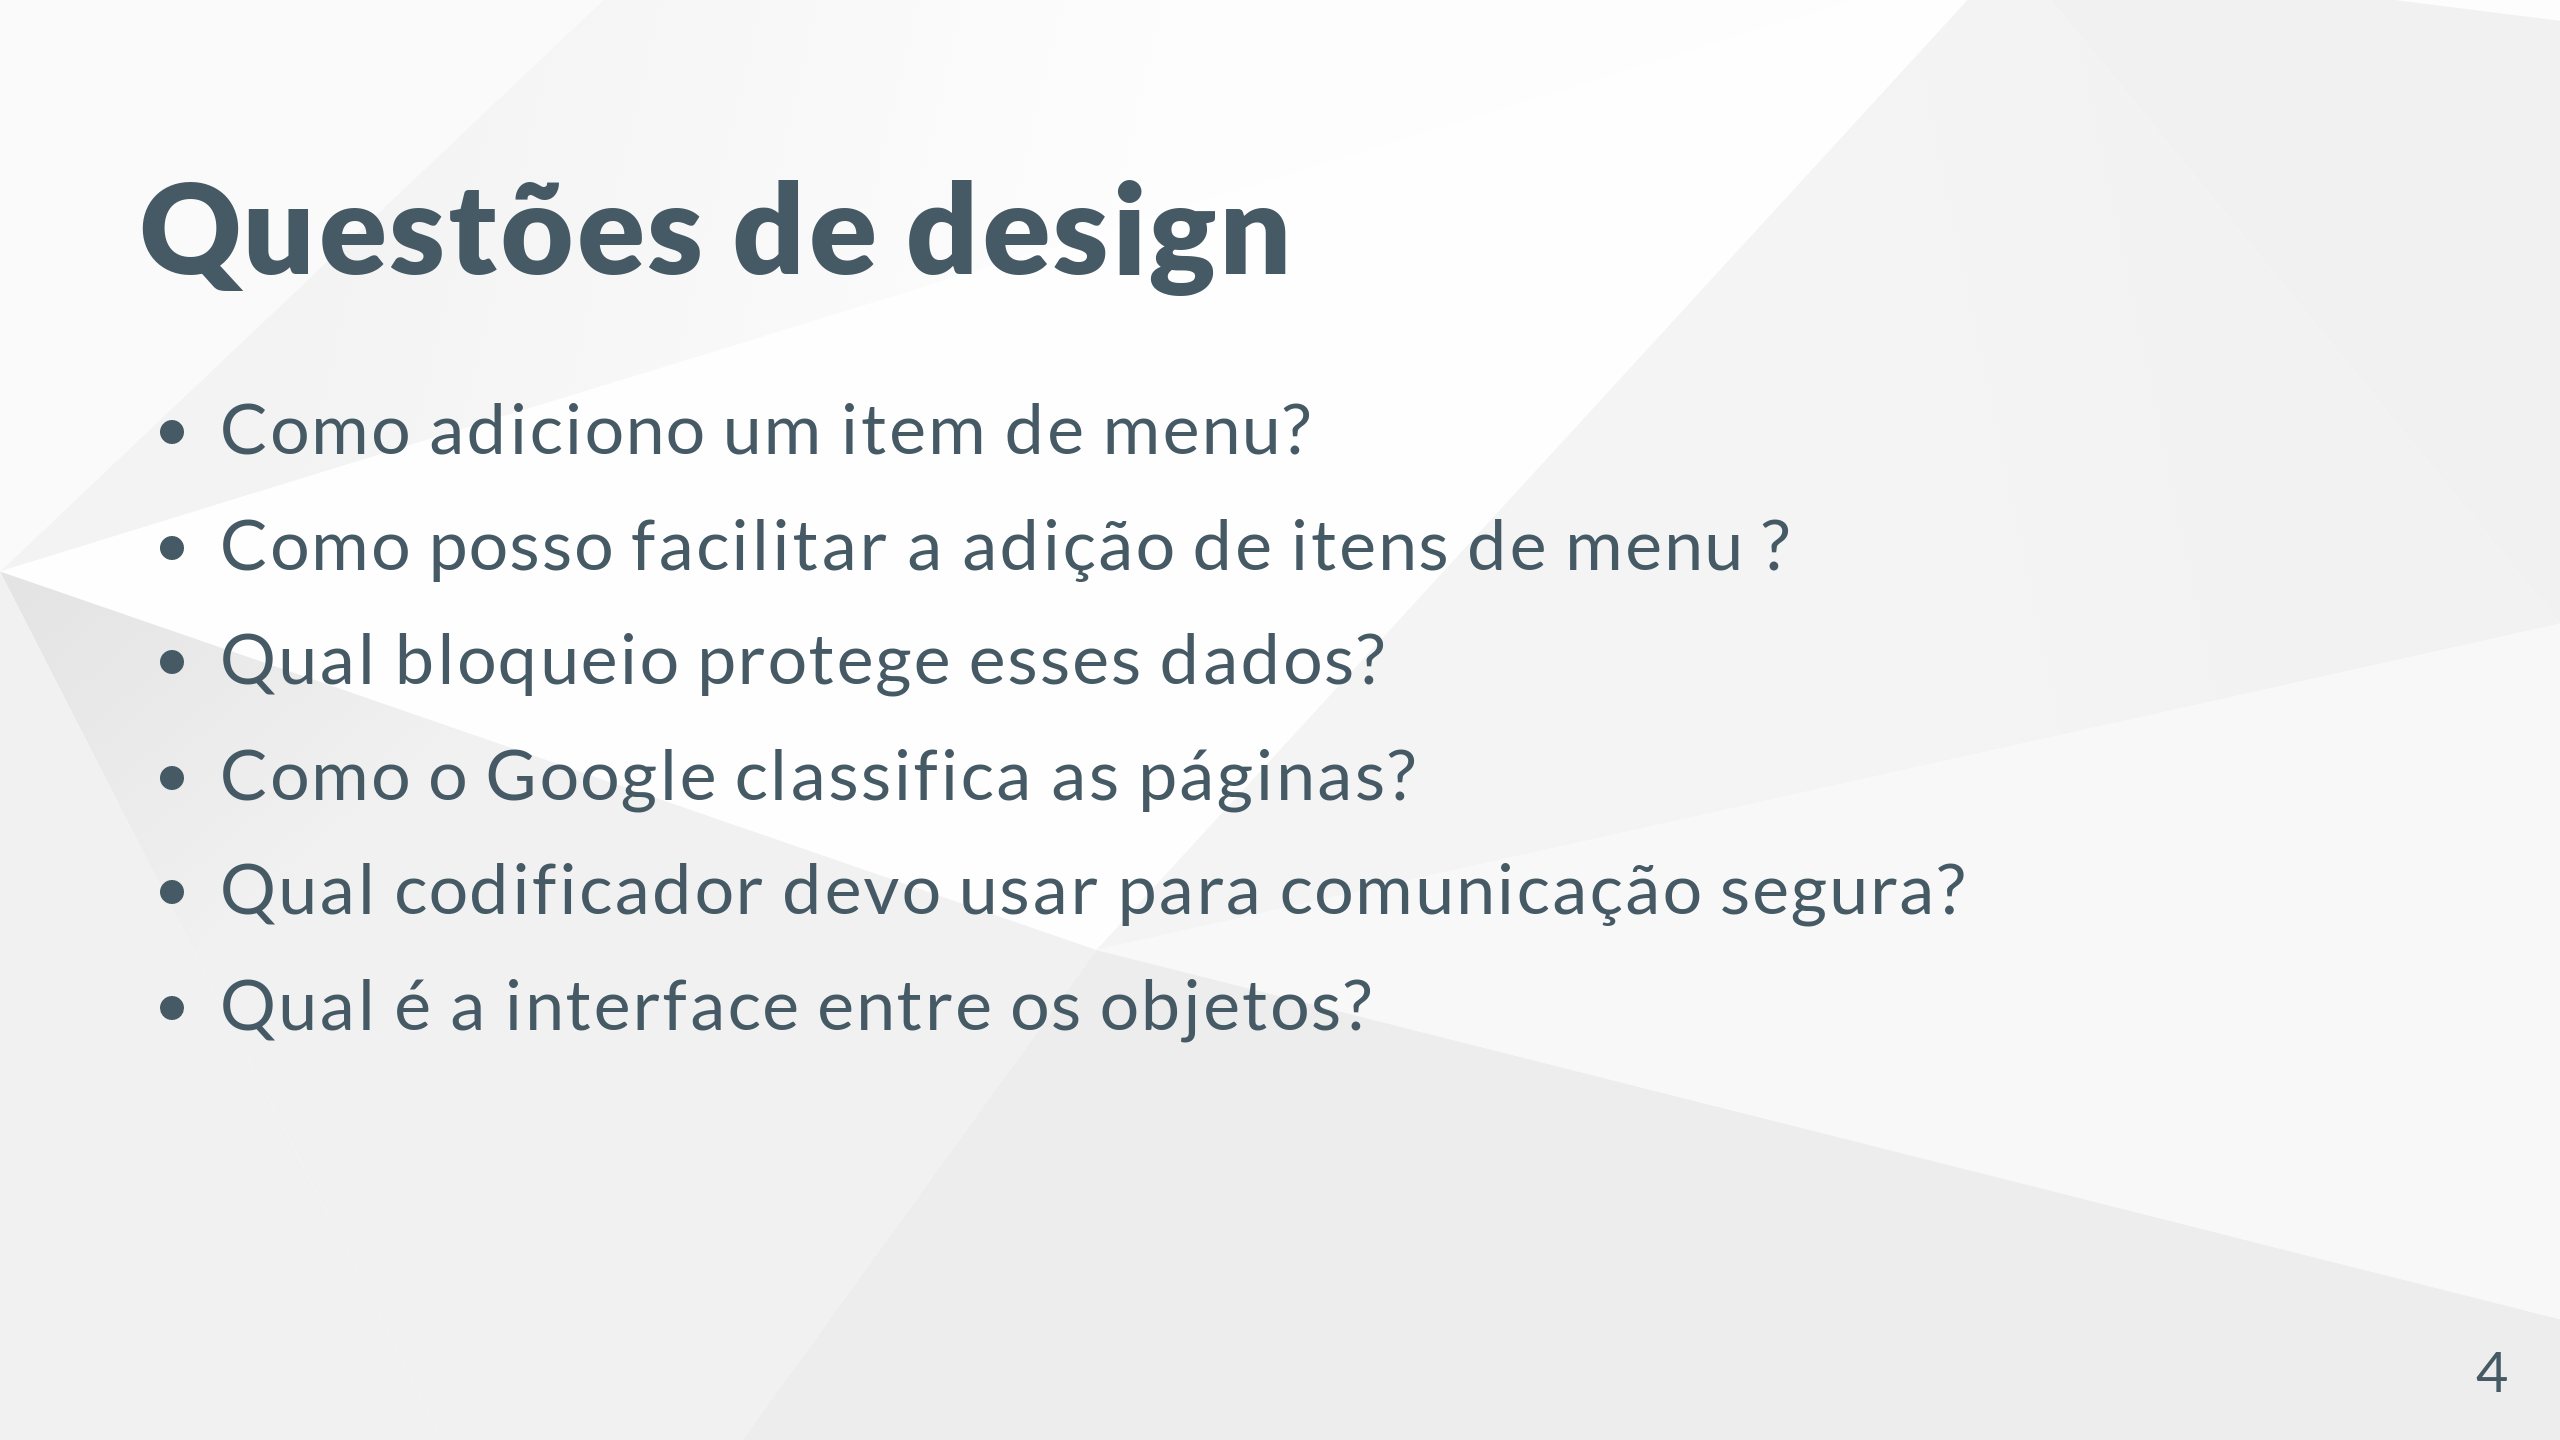 Questões de design
• Como adiciono um item de menu?
• Como posso facilitar a adição de itens de menu ?
• Qual bloqueio protege esses dados?
• Como o Google classifica as páginas?
• Qual codificador devo usar para comunicação segura?
• Qual é a interface entre os objetos?
4